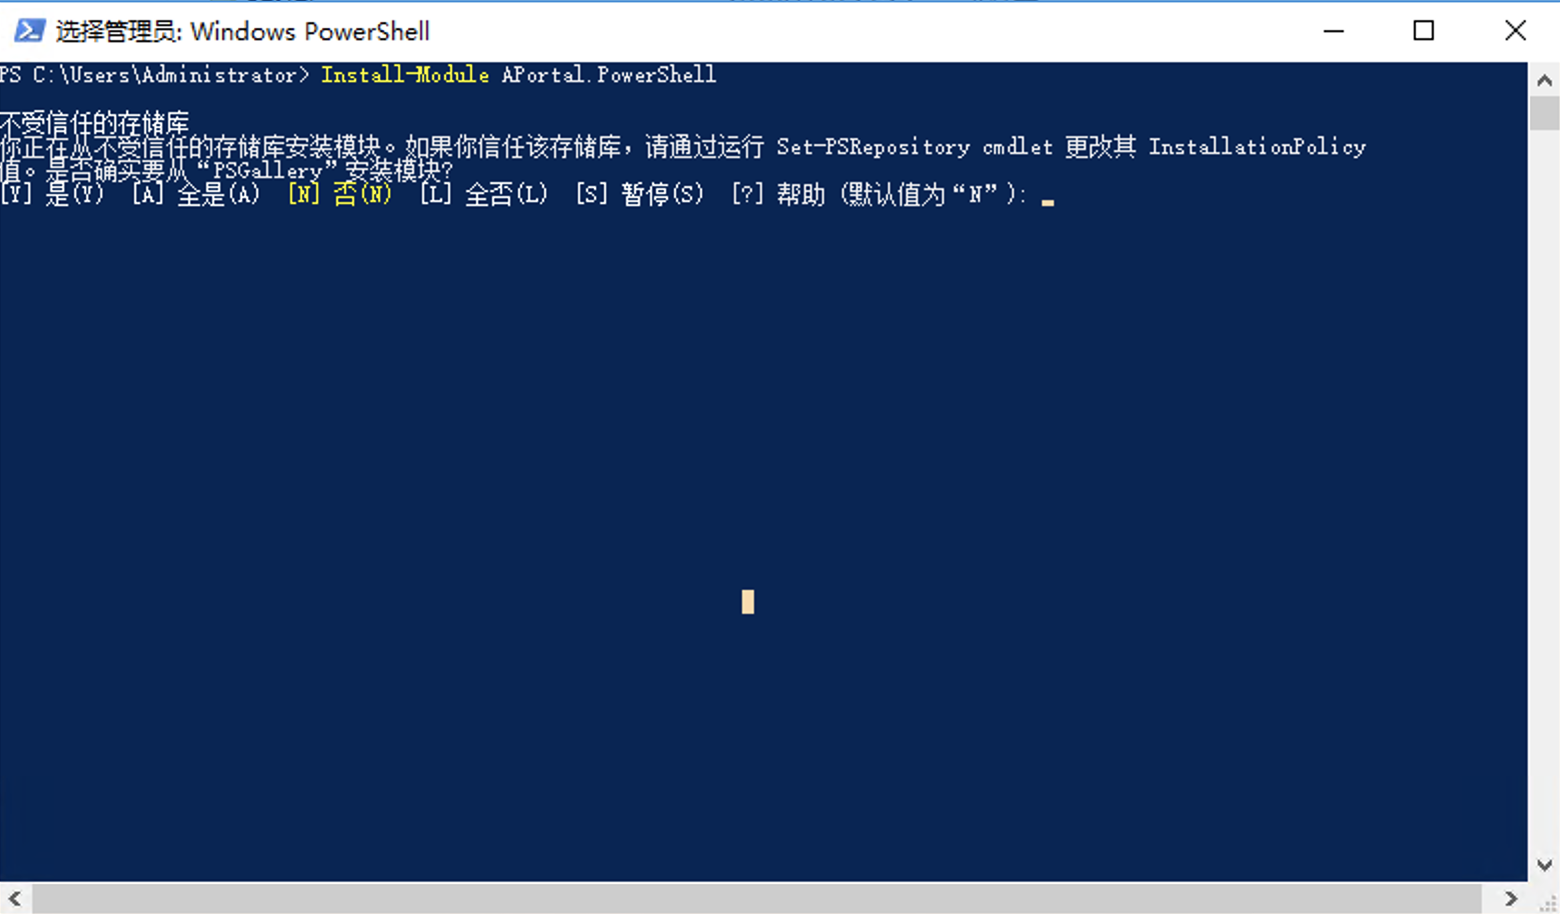 选择管理员: Windows PowerShell
PS C:\Users\Administrator> Install-Module APortal.PowerShell
不受信任的存储库
你正在从不受信任的存储库安装模块。如果你信任该存储库，请通过运行 Set-PSRepository cmdlet 更改其 InstallationPolicy
值。是否确实要从“PSGallery”安装模块?
[Y] 是(Y) [A] 全是(A) [N] 否(N) [L] 全否(L) [S] 暂停(S) [?] 帮助 (默认值为“N”):